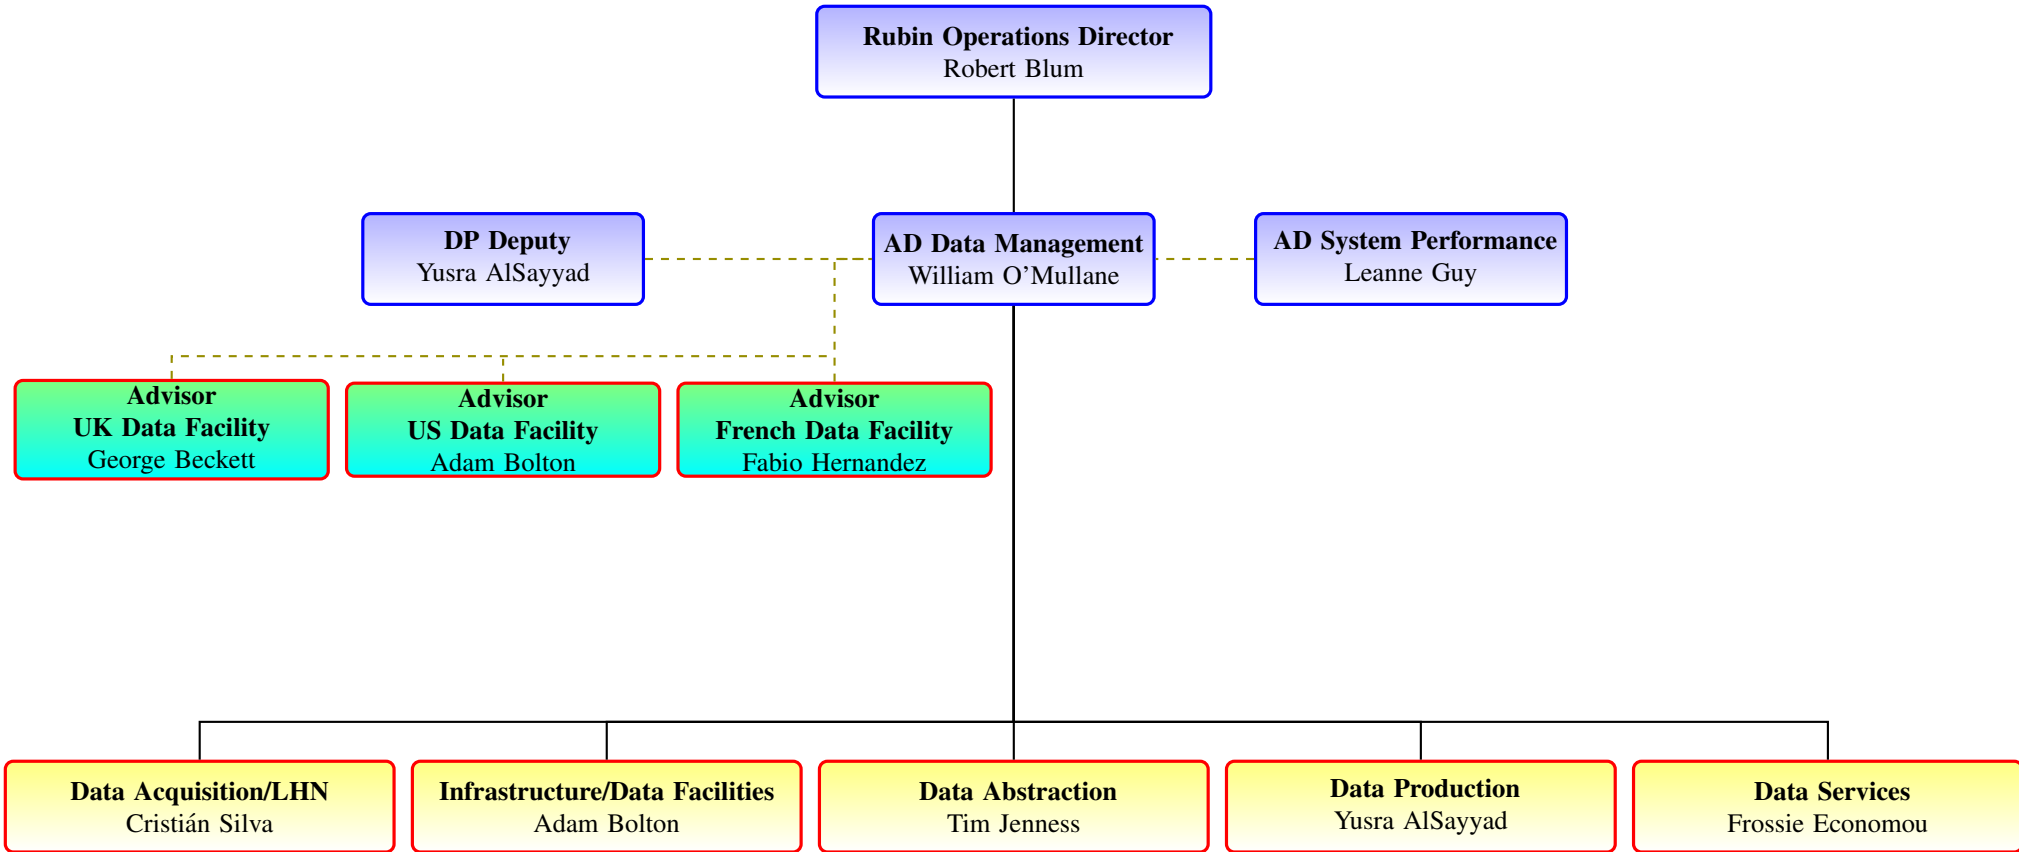 Rubin Operations Director
Robert Blum
DP Deputy
Yusra AlSayyad
AD Data Management
William O’Mullane
AD System Performance
Leanne Guy
Advisor
UK Data Facility
George Beckett
Advisor
US Data Facility
Adam Bolton
Advisor
French Data Facility
Fabio Hernandez
Data Acquisition/LHN
Cristián Silva
Infrastructure/Data Facilities
Adam Bolton
Data Abstraction
Tim Jenness
Data Production
Yusra AlSayyad
Data Services
Frossie Economou